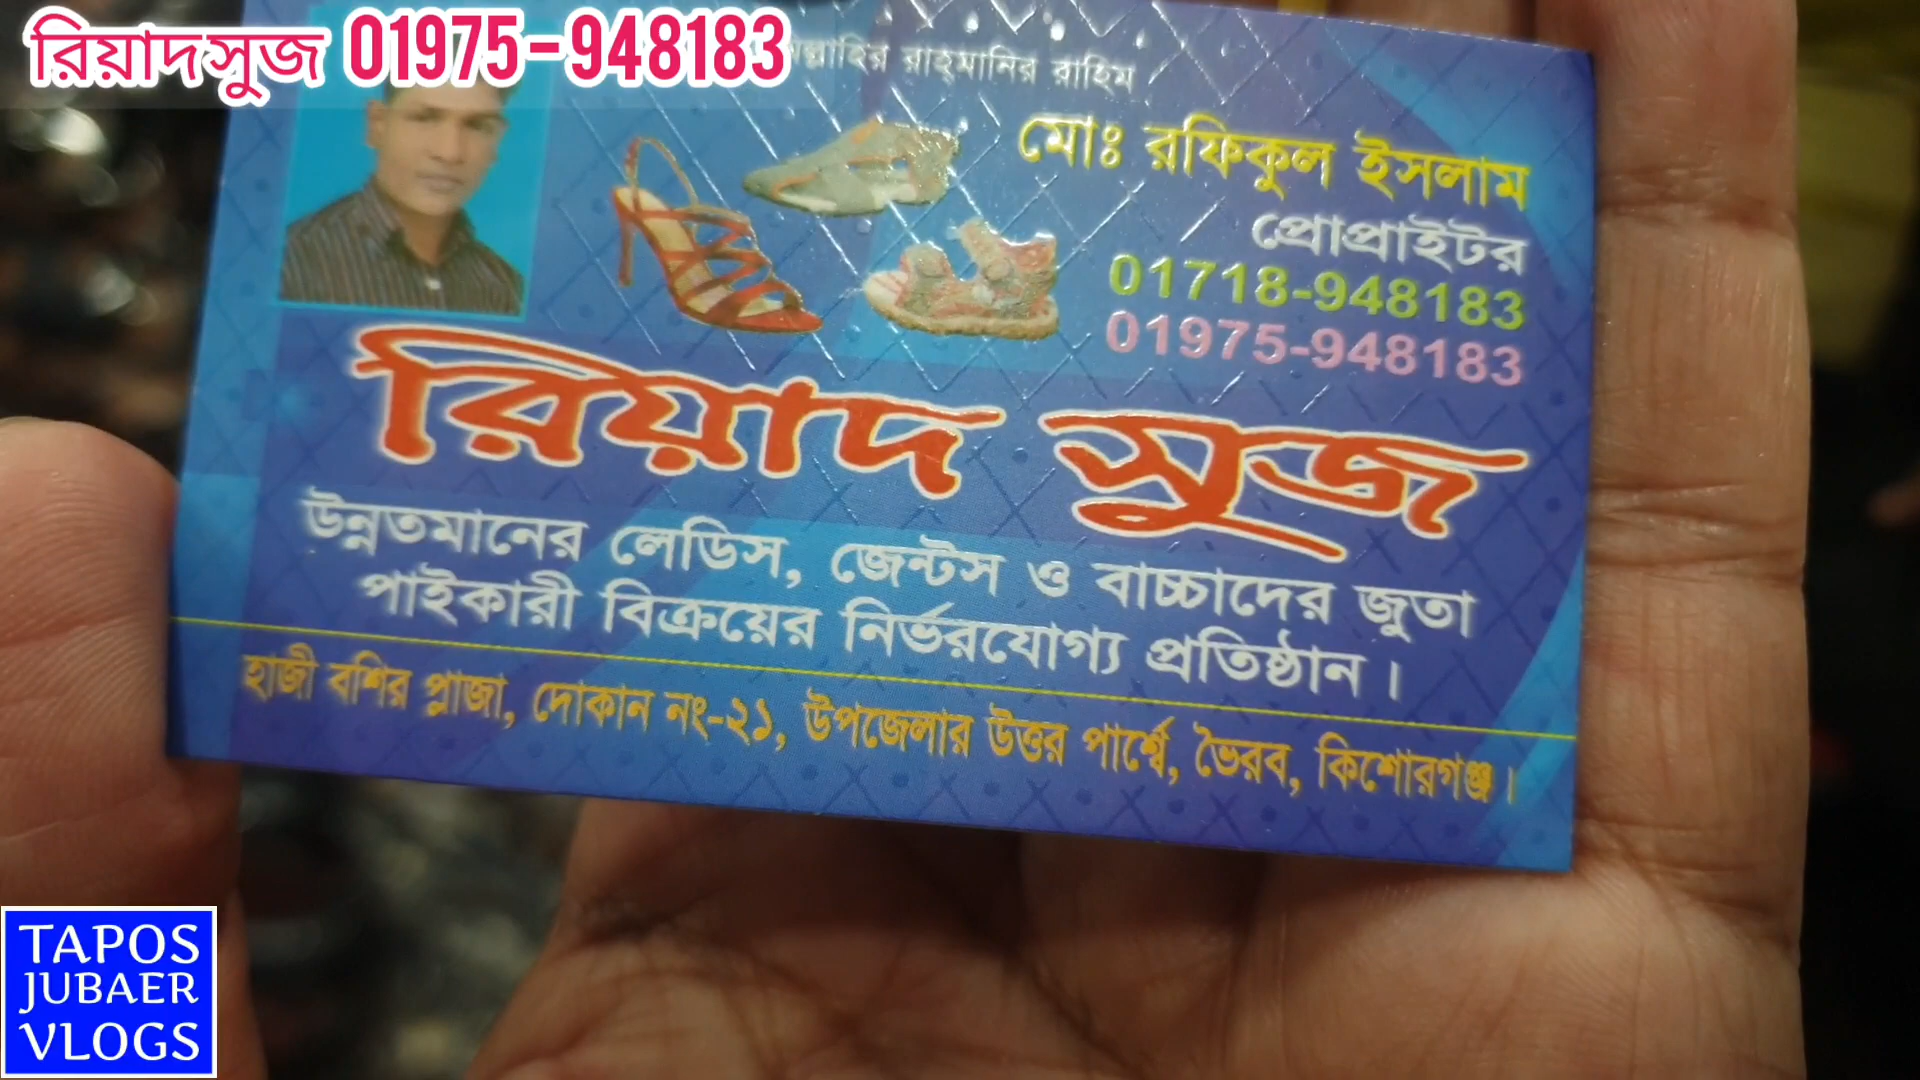 রিয়াদসুজ 01975-948183
রাহমানির রাহিম
মোঃ রফিকুল ইসলাম
প্রোপ্রাইটর
01718-948183
01975-948183
রিয়াদ সুজ
উন্নতমানের লেডিস, জেন্টস ও বাচ্চাদের জুতা
পাইকারী বিক্রয়ের নির্ভরযোগ্য প্রতিষ্ঠান।
হাজী বশির প্লাজা, দোকান নং-২১, উপজেলার উত্তর পার্শ্বে, ভৈরব, কিশোরগঞ্জ।
TAPOS
JUBAER
VLOGS